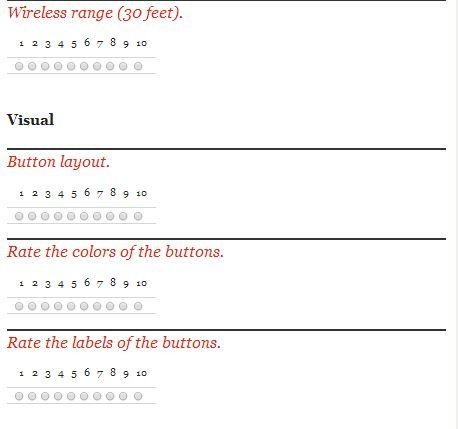 Wireless range (30 feet).
1 2 3 4 5 6 7 8 9 10
Visual
Button layout.
1 2 3 4 5 6 7 8 9 10
Rate the colors of the buttons.
1 2 3 4 5 6 7 8 9 10
Rate the labels of the buttons.
1 2 3 4 5 6 7 8 9 10